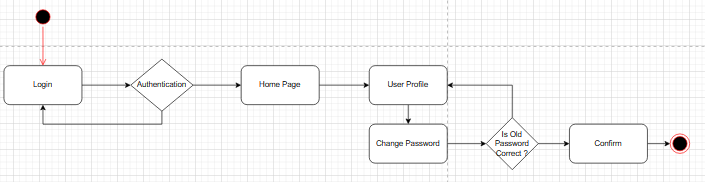 Login
Authentication
Home Page
User Profile
Change Password
Is Old
Password
Correct ?
Confirm